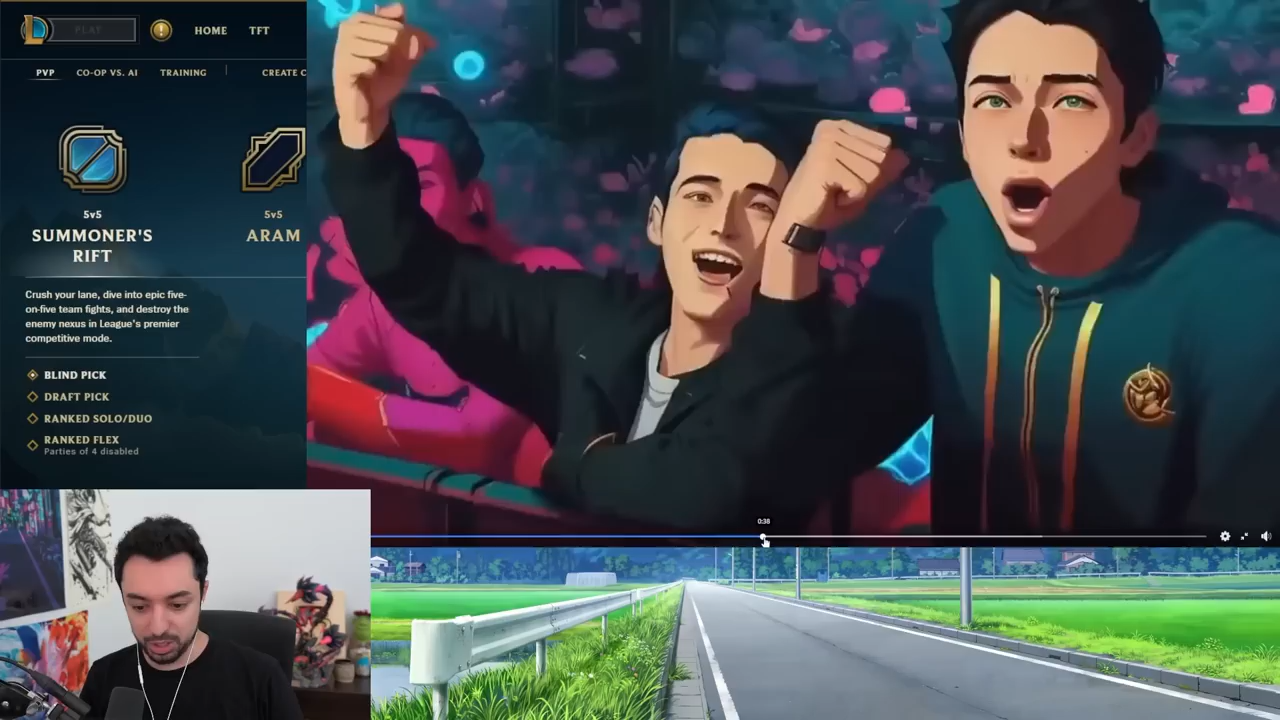 PLAY
HOME
TFT
PVP
CO-OP VS. AI
TRAINING
CREATE C
5v5
SUMMONER'S
RIFT
5v5
ARAM
Crush your lane, dive into epic five-
on-five team fights, and destroy the
enemy nexus in League's premier
competitive mode.
BLIND PICK
DRAFT PICK
RANKED SOLO/DUO
RANKED FLEX
Parties of 4 disabled
0:38